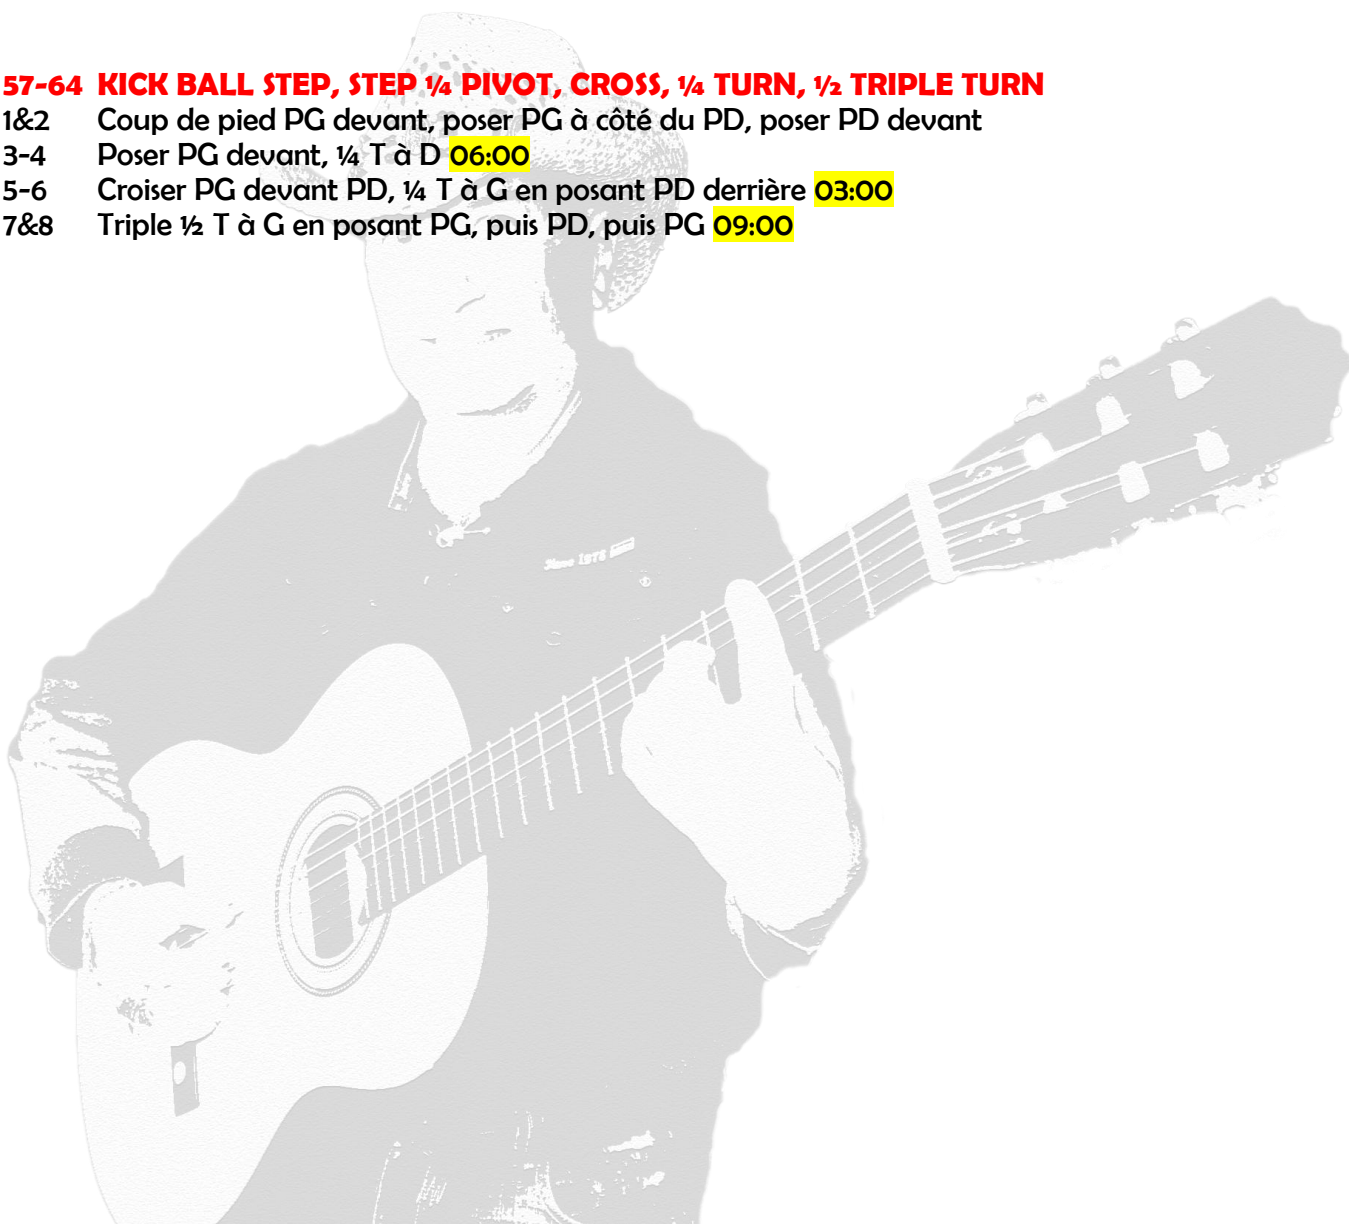 57-64 KICK BALL STEP, STEP ¼ PIVOT, CROSS, ¼ TURN, ½ TRIPLE TURN
1&2 Coup de pied PG devant, poser PG à côté du PD, poser PD devant
3-4 Poser PG devant, ¼ T à D 06:00
5-6 Croiser PG devant PD, ¼ T à G en posant PD derrière 03:00
7&8 Triple ½ T à G en posant PG, puis PD, puis PG 09:00